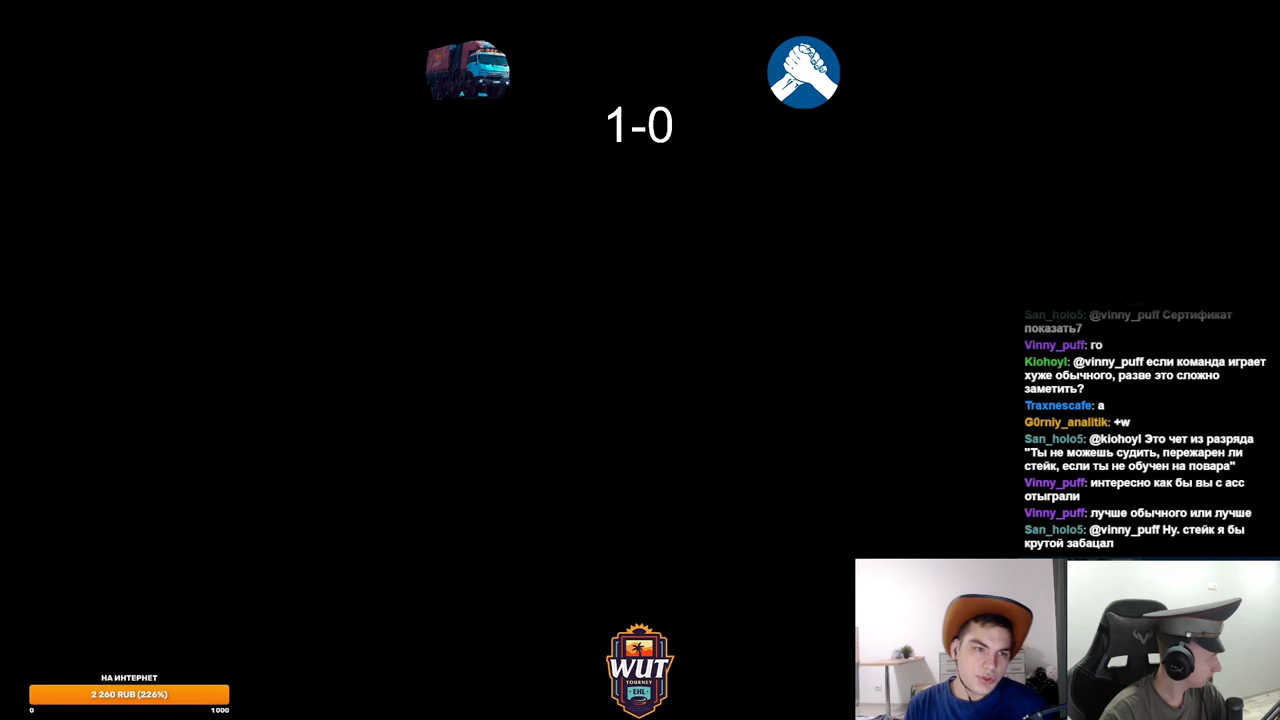 1-0
San_holo5: @vinny_puff Сертификат
показать7
Vinny_puff: го
Kiohoyl: @vinny_puff если команда играет
хуже обычного, разве это сложно
заметить?
Traxnescafe: a
G0rniy_analitik: +w
San_holo5: @kiohoyl Это чет из разряда
"Ты не можешь судить, пережарен ли
стейк, если ты не обучен на повара"
Vinny_puff: интересно как бы вы с асс
отыграли
Vinny_puff: лучше обычного или лучше
San_holo5: @vinny_puff Ну. стейк я бы
крутой забацал
WUT
TOURNEY
EHL
НА ИНТЕРНЕТ
2 260 RUB (226%)
0 1000